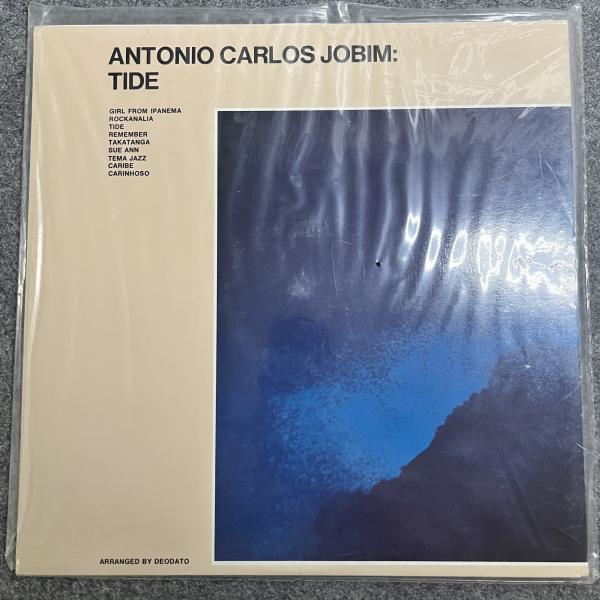 ANTONIO CARLOS JOBIM:
TIDE
GIRL FROM IPANEMA
ROCKANALIA
TIDE
REMEMBER
TAKATANGA
SUE ANN
TEMA JAZZ
CARIBE
CARINHOSO
ARRANGED BY DEODATO